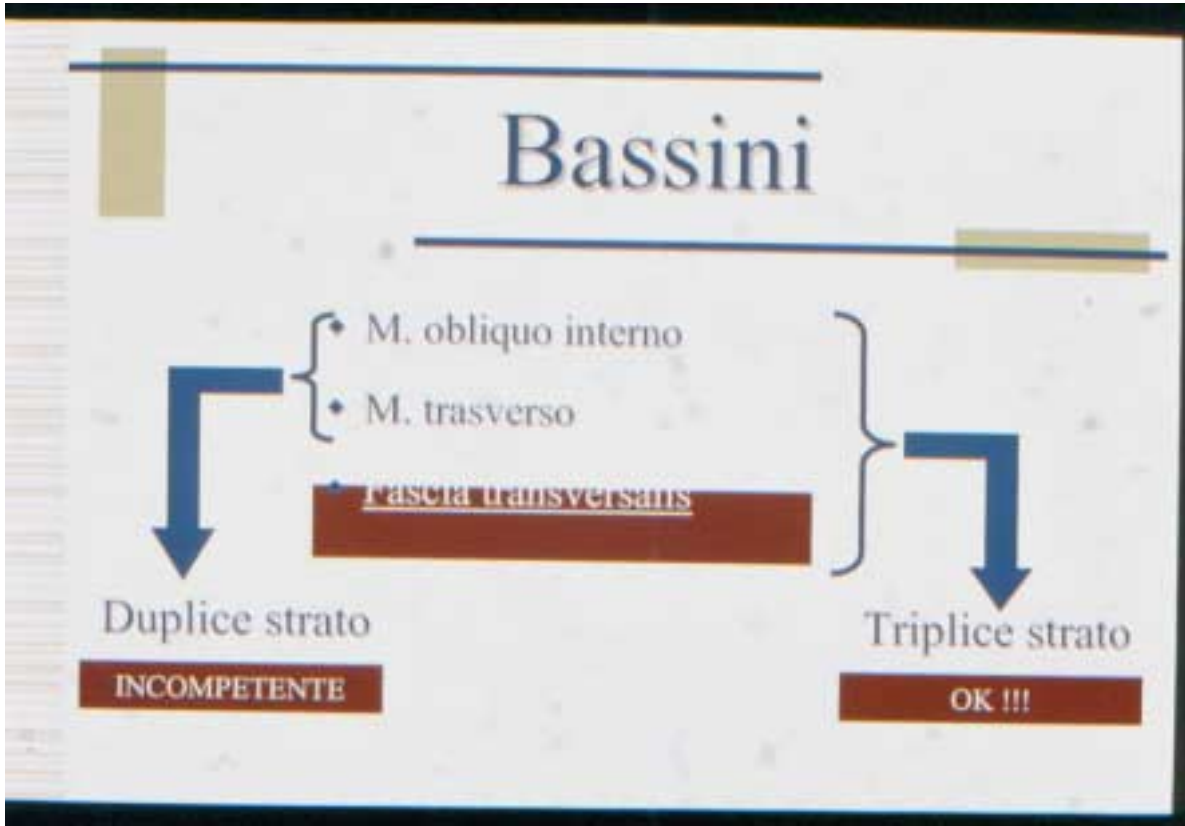 Bassini
M. obliquo interno
M. trasverso
Fascia transversalis
Duplice strato
Triplice strato
INCOMPETENTE
OK !!!